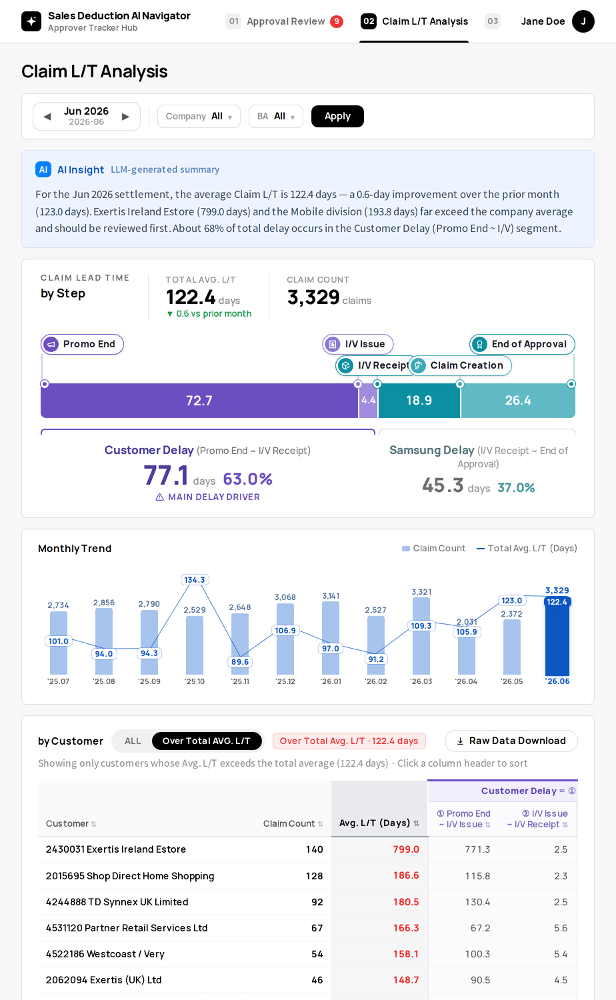 Sales Deduction AI Navigator
Approver Tracker Hub
01 Approval Review 9
02 Claim L/T Analysis
03
Jane Doe J
Claim L/T Analysis
◀ Jun 2026 ▶
2026-06
Company All ▼
BA All ▼
Apply
AI AI Insight LLM-generated summary
For the Jun 2026 settlement, the average Claim L/T is 122.4 days — a 0.6-day improvement over the prior month
(123.0 days). Exertis Ireland Estore (799.0 days) and the Mobile division (193.8 days) far exceed the company average
and should be reviewed first. About 68% of total delay occurs in the Customer Delay (Promo End ~ I/V) segment.
CLAIM LEAD TIME
by Step
TOTAL AVG. L/T
122.4 days
▼ 0.6 vs prior month
CLAIM COUNT
3,329 claims
Promo End
I/V Issue
End of Approval
I/V Receipt
Claim Creation
72.7
4.4
18.9
26.4
Customer Delay (Promo End ~ I/V Receipt)
77.1 days 63.0%
MAIN DELAY DRIVER
Samsung Delay (I/V Receipt ~ End of
Approval)
45.3 days 37.0%
Monthly Trend
Claim Count
Total Avg. L/T (Days)
2,734
2,856
2,790
2,529
2,648
3,068
3,141
2,527
3,321
2,031
2,372
3,329
101.0
94.0
94.3
134.3
89.6
106.9
97.0
91.2
109.3
105.9
123.0
122.4
'25.07
'25.08
'25.09
'25.10
'25.11
'25.12
'26.01
'26.02
'26.03
'26.04
'26.05
'26.06
by Customer
ALL
Over Total AVG. L/T
Over Total Avg. L/T · 122.4 days
Raw Data Download
Showing only customers whose Avg. L/T exceeds the total average (122.4 days) · Click a column header to sort
Customer Delay = ①
Customer ⇅
Claim Count ⇅
Avg. L/T (Days) ⇅
① Promo End
~ I/V Issue ⇅
② I/V Issue
~ I/V Receipt ⇅
2430031 Exertis Ireland Estore 140 799.0 771.3 2.5
2015695 Shop Direct Home Shopping 128 186.6 115.8 2.3
4244888 TD Synnex UK Limited 92 180.5 130.4 2.5
4531120 Partner Retail Services Ltd 67 166.3 67.2 5.6
4522186 Westcoast / Very 54 158.1 100.3 5.4
2062094 Exertis (UK) Ltd 46 148.7 90.5 4.5